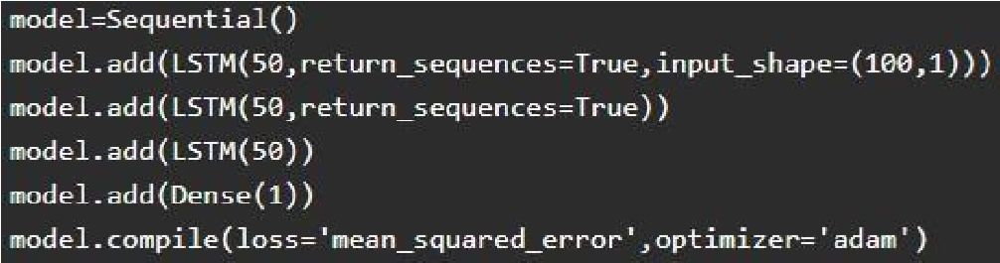 model=Sequential()
model.add(LSTM(50,return_sequences=True,input_shape=(100,1)))
model.add(LSTM(50,return_sequences=True))
model.add(LSTM(50))
model.add(Dense(1))
model.compile(loss='mean_squared_error',optimizer='adam')